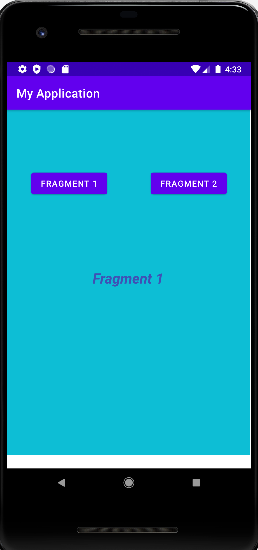 4:33
My Application
FRAGMENT 1 FRAGMENT 2
Fragment 1